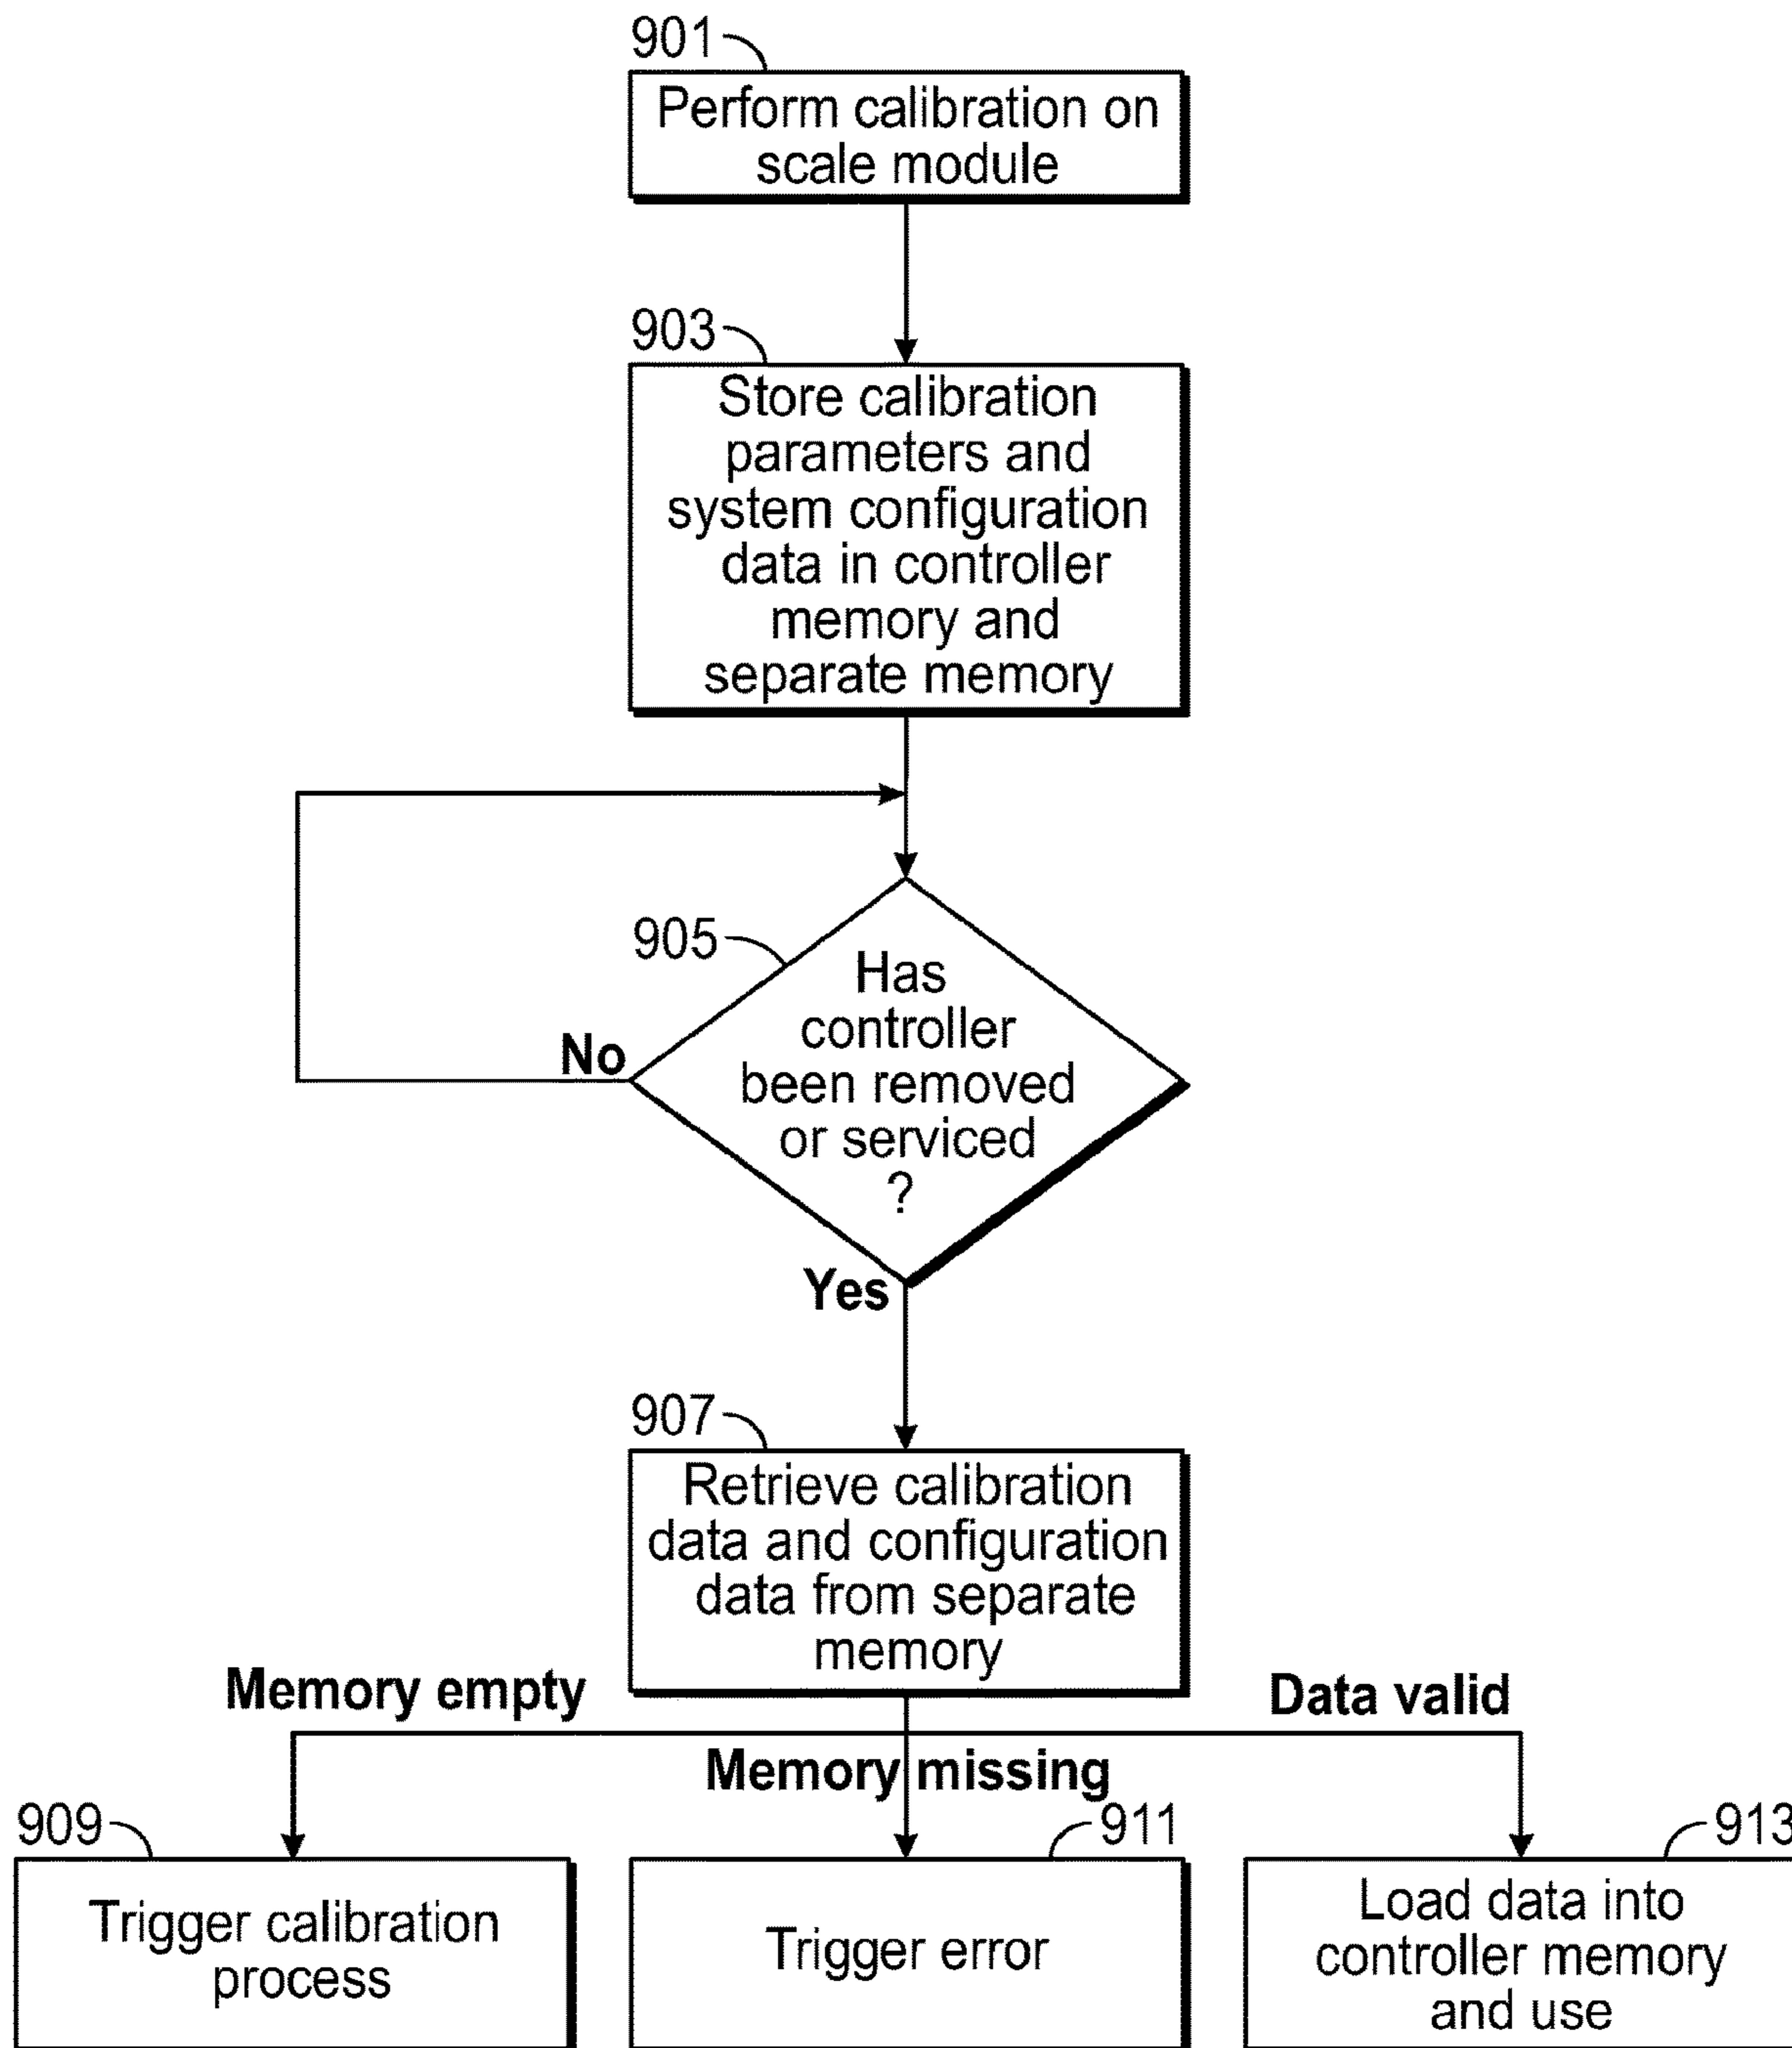 901
Perform calibration on
scale module
903
Store calibration
parameters and
system configuration
data in controller
memory and
separate memory
905
Has
controller
been removed
or serviced
?
No
Yes
907
Retrieve calibration
data and configuration
data from separate
memory
Memory empty
Data valid
Memory missing
909
911
913
Trigger calibration
process
Trigger error
Load data into
controller memory
and use